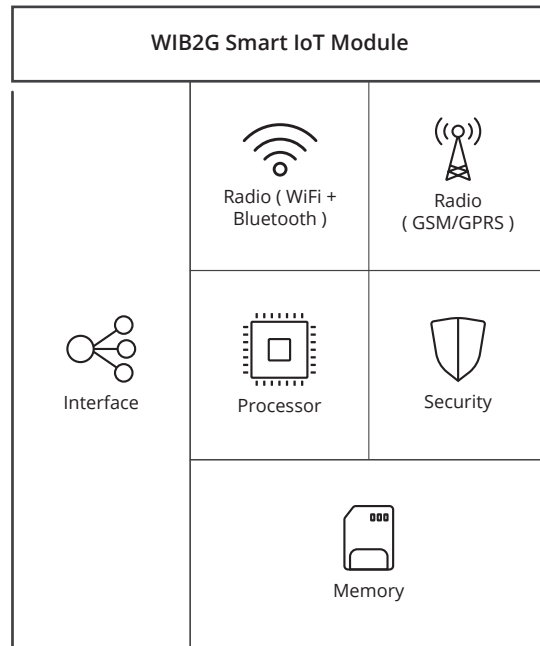 WIB2G Smart IoT Module
Radio ( WiFi +
Bluetooth )
Radio
( GSM/GPRS )
Interface
Processor
Security
Memory